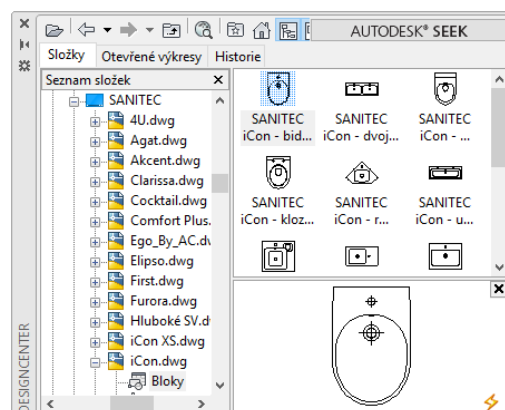 AUTODESK® SEEK
Složky
Otevřené výkresy
Historie
Seznam složek
SANITEC
4U.dwg
Agat.dwg
Akcent.dwg
Clarissa.dwg
Cocktail.dwg
Comfort Plus.
Ego_By_AC.dv
Elipso.dwg
First.dwg
Furora.dwg
Hluboké SV.d
iCon XS.dwg
iCon.dwg
Bloky
SANITEC
iCon - bid...
SANITEC
iCon - dvoj...
SANITEC
iCon - ...
SANITEC
iCon - kloz...
SANITEC
iCon - r...
SANITEC
iCon - u...
DESIGNCENTER